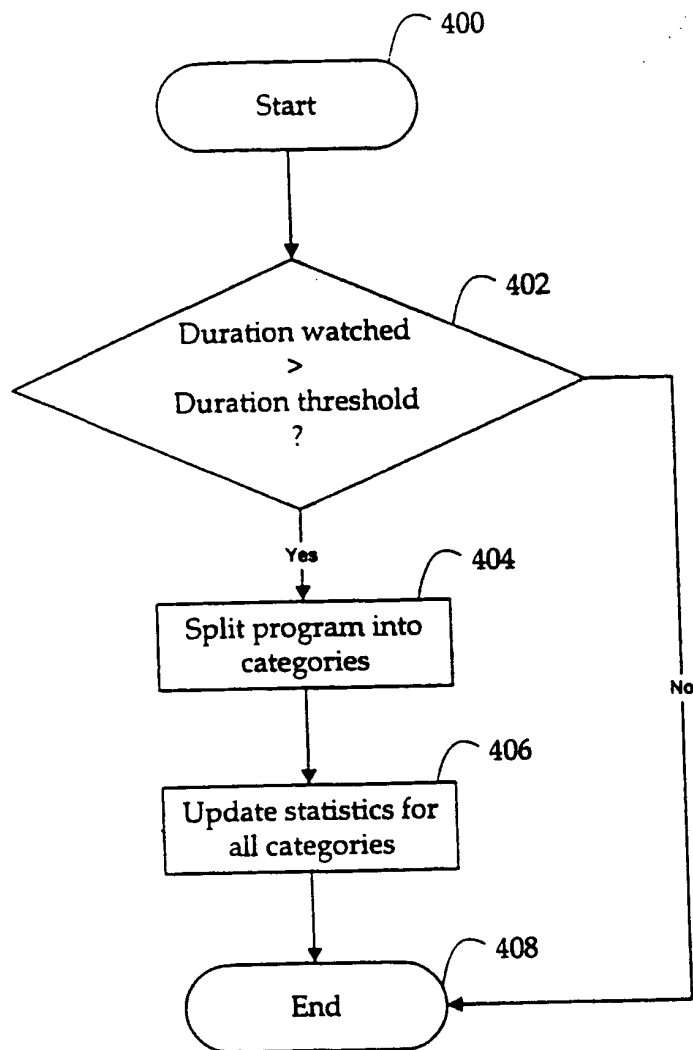 400
Start
402
Duration watched
>
Duration threshold
?
Yes
404
Split program into
categories
No
406
Update statistics for
all categories
408
End